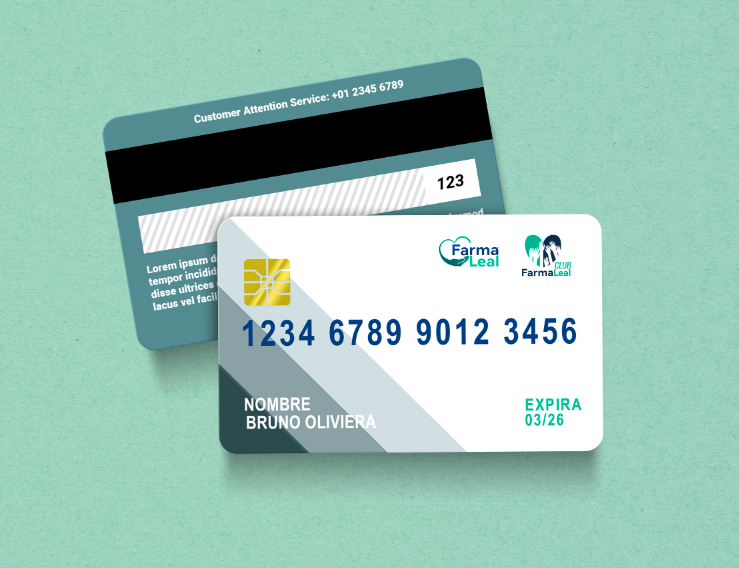 Customer Attention Service: +01 2345 6789
123
Lorem ipsum
tempor incidid
disse ultrices
lacus vel facil
Farma
Leal
CLUB
FarmaLeal
1234 6789 9012 3456
NOMBRE
BRUNO OLIVIERA
EXPIRA
03/26